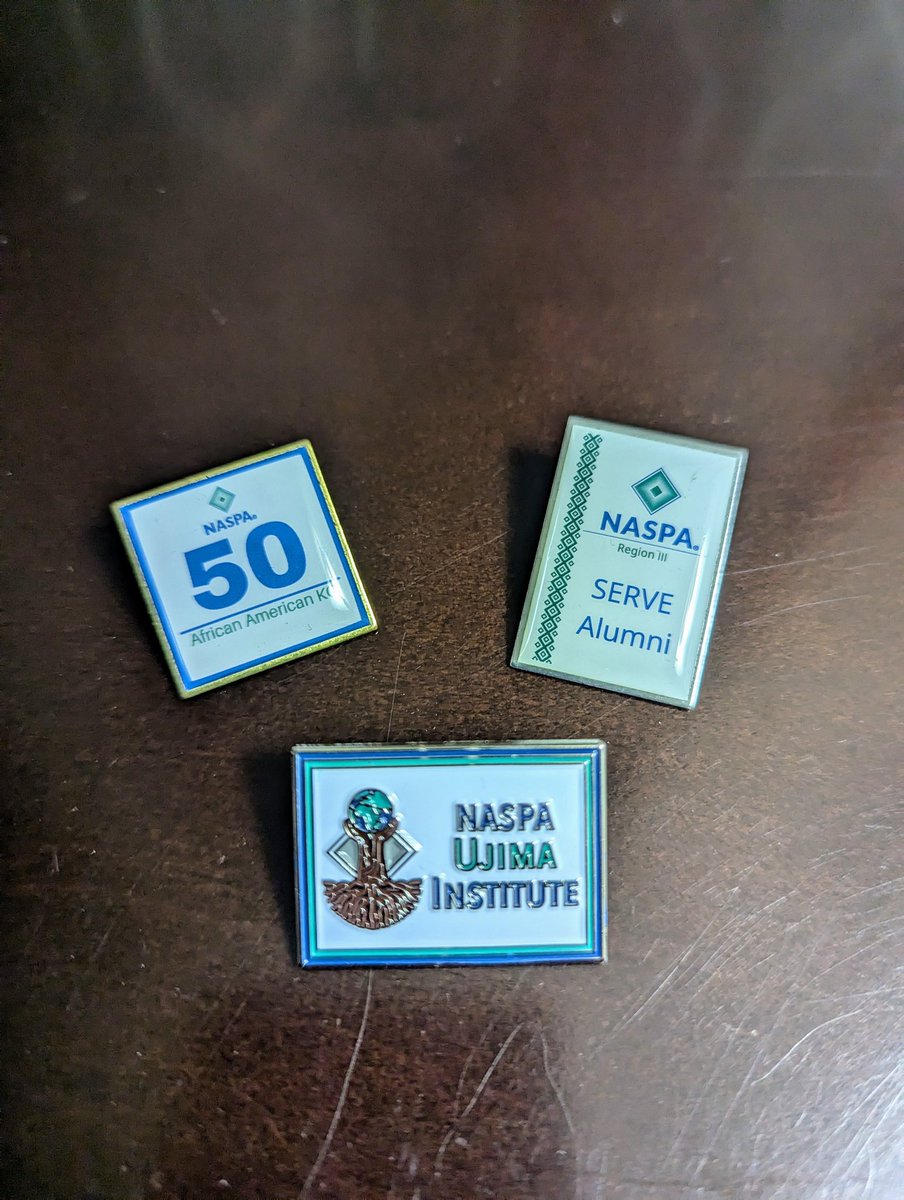 NASPA®
50
African American KC
NASPA®
Region III
SERVE
Alumni
NASPA
UJIMA
INSTITUTE